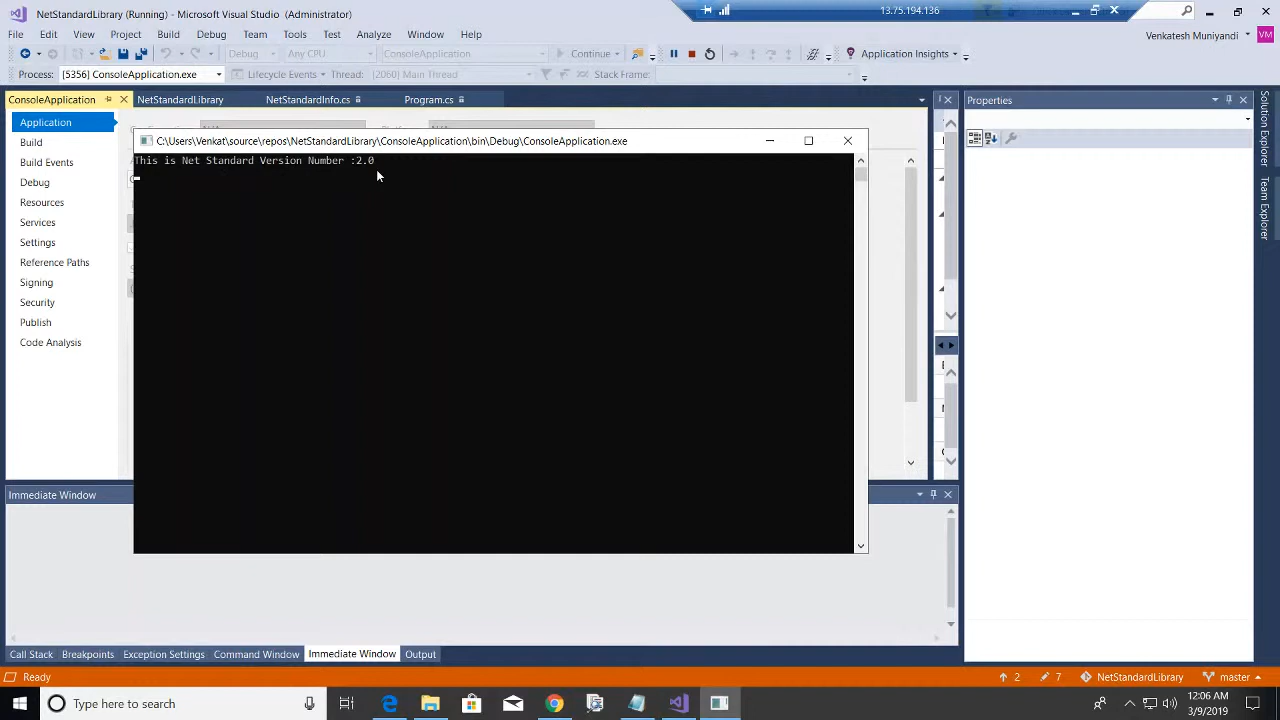 NetStandardLibrary (Running) - Microsoft Visual Studio (Administrator)
13.75.194.136
File Edit View Project Build Debug Team Tools Test Analyze Window Help
Venkatesh Muniyandi VM
Debug Any CPU ConsoleApplication Continue Application Insights
Process: [5356] ConsoleApplication.exe Lifecycle Events Thread: [2060] Main Thread Stack Frame:
ConsoleApplication NetStandardLibrary NetStandardInfo.cs Program.cs
Properties
Solution Explorer
Team Explorer
Application
Build
Build Events
Debug
Resources
Services
Settings
Reference Paths
Signing
Security
Publish
Code Analysis
C:\Users\Venkat\source\repos\NetStandardLibrary\ConsoleApplication\bin\Debug\ConsoleApplication.exe
This is Net Standard Version Number :2.0
Immediate Window
Call Stack Breakpoints Exception Settings Command Window Immediate Window Output
Ready 2 7 NetStandardLibrary master
Type here to search
12:06 AM
3/9/2019